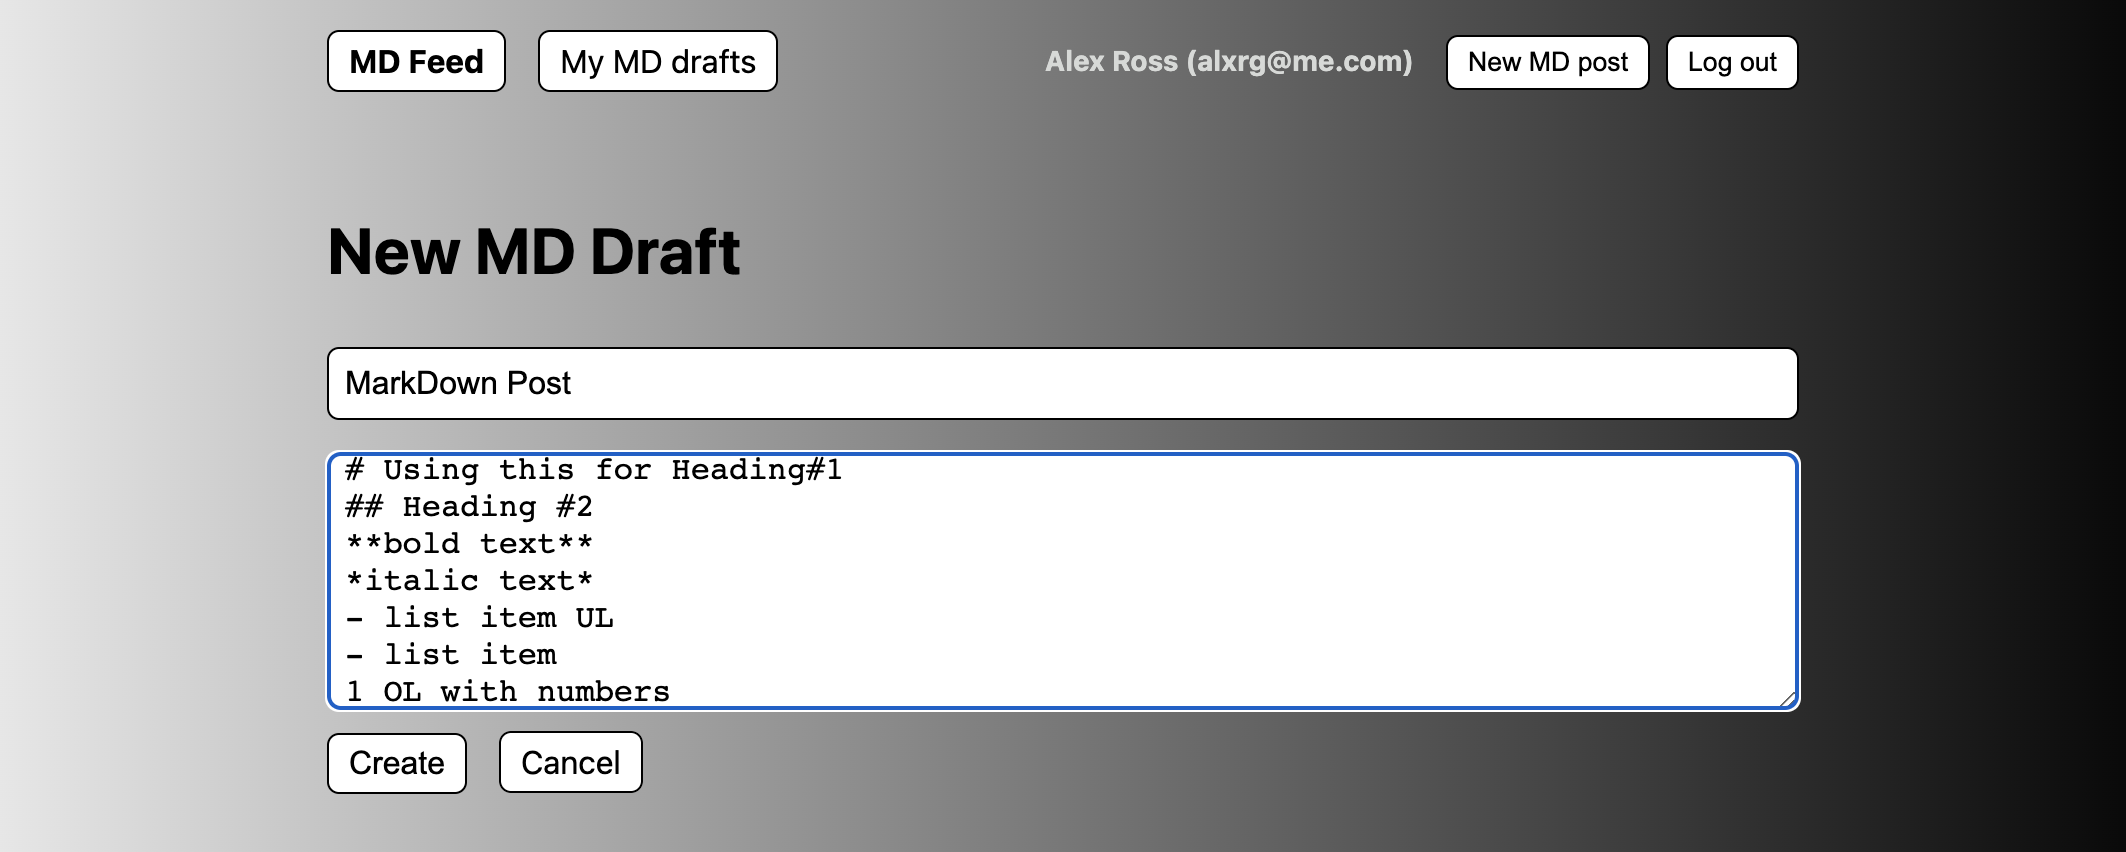 MD Feed My MD drafts Alex Ross (alxrg@me.com) New MD post Log out
New MD Draft
MarkDown Post
# Using this for Heading#1
## Heading #2
**bold text**
*italic text*
- list item UL
- list item
1 OL with numbers
Create Cancel